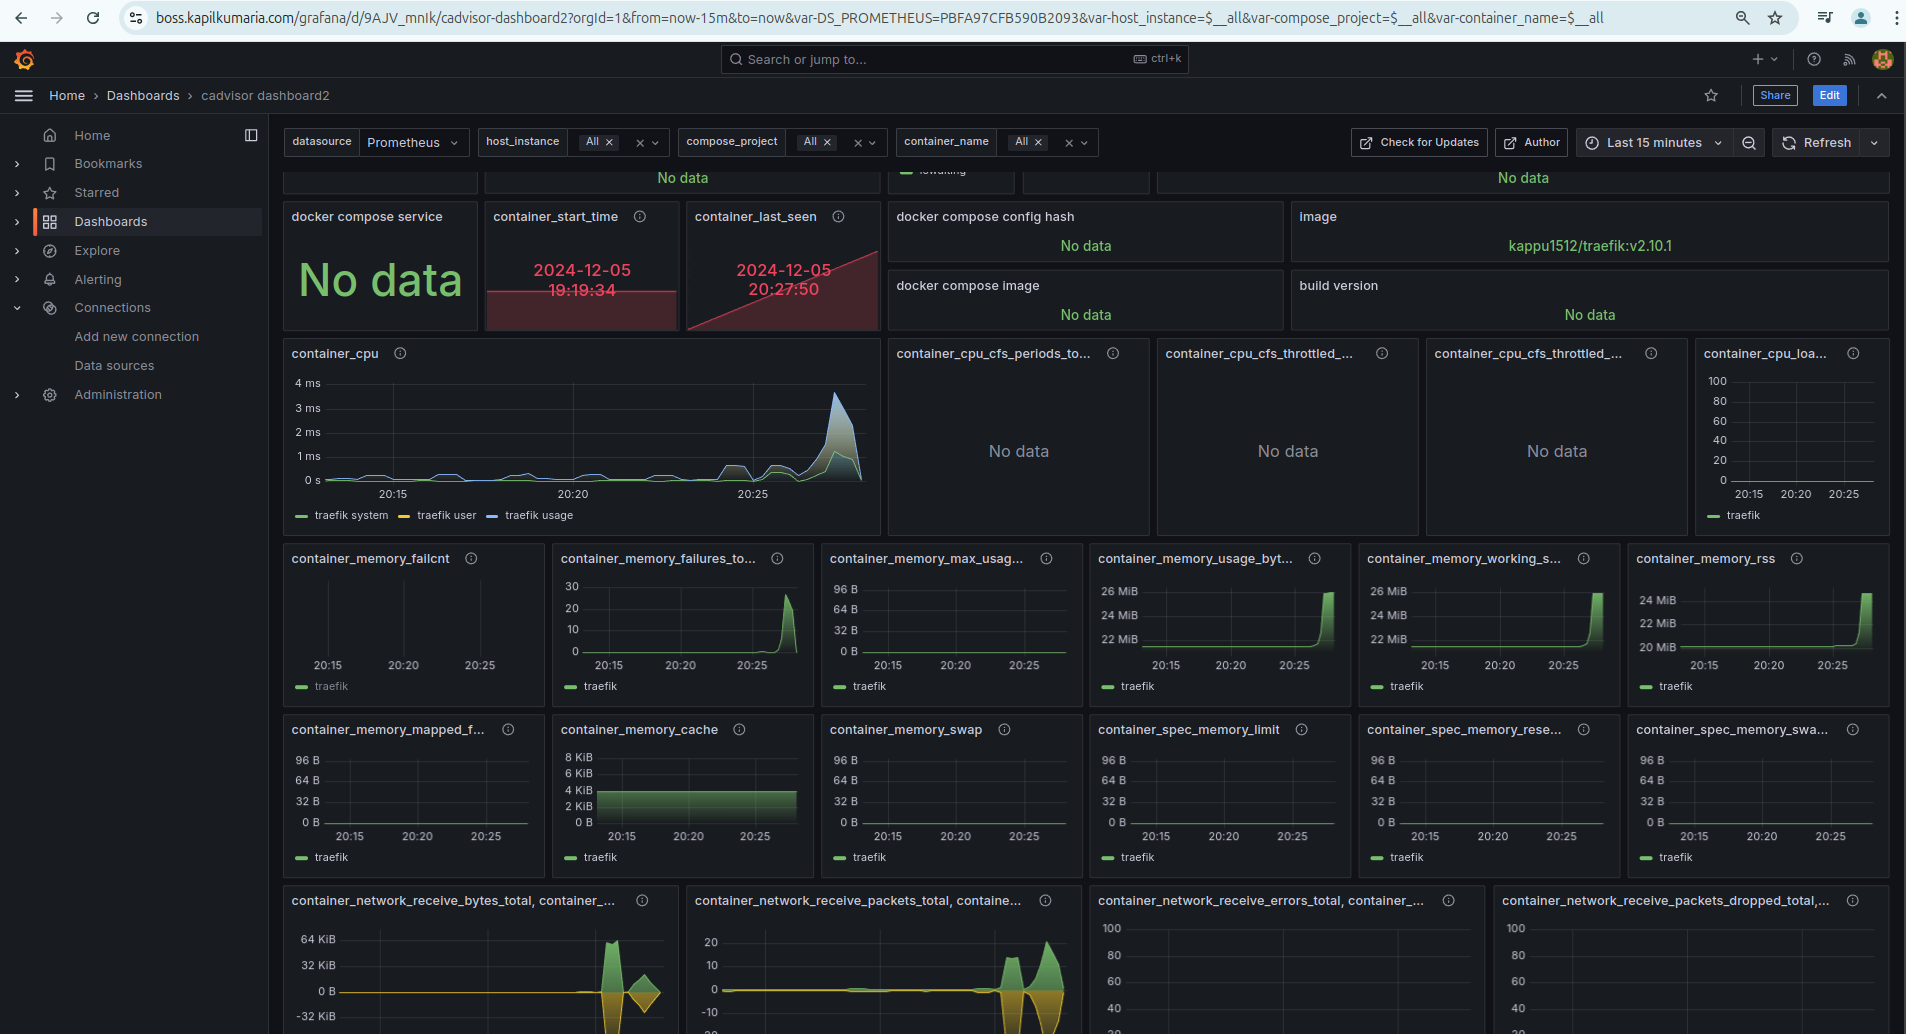 boss.kapilkumaria.com/grafana/d/9AJV_mnIk/cadvisor-dashboard2?orgId=1&from=now-15m&to=now&var-DS_PROMETHEUS=PBFA97CFB590B2093&var-host_instance=$__all&var-compose_project=$__all&var-container_name=$__all
Search or jump to... ctrl+k
Home › Dashboards › cadvisor dashboard2 Share Edit
Home
Bookmarks
Starred
Dashboards
Explore
Alerting
Connections
Add new connection
Data sources
Administration
datasource Prometheus host_instance All compose_project All container_name All Check for Updates Author Last 15 minutes Refresh
No data iowaiting No data
docker compose service
No data
container_start_time
2024-12-05
19:19:34
container_last_seen
2024-12-05
20:27:50
docker compose config hash
No data
image
kappu1512/traefik:v2.10.1
docker compose image
No data
build version
No data
container_cpu
4 ms
3 ms
2 ms
1 ms
0 s
20:15 20:20 20:25
traefik system traefik user traefik usage
container_cpu_cfs_periods_to...
No data
container_cpu_cfs_throttled_...
No data
container_cpu_cfs_throttled_...
No data
container_cpu_loa...
100
80
60
40
20
0
20:15 20:20 20:25
traefik
container_memory_failcnt
20:15 20:20 20:25
traefik
container_memory_failures_to...
30
20
10
0
20:15 20:20 20:25
traefik
container_memory_max_usag...
96 B
64 B
32 B
0 B
20:15 20:20 20:25
traefik
container_memory_usage_byt...
26 MiB
24 MiB
22 MiB
20:15 20:20 20:25
traefik
container_memory_working_s...
26 MiB
24 MiB
22 MiB
20:15 20:20 20:25
traefik
container_memory_rss
24 MiB
22 MiB
20 MiB
20:15 20:20 20:25
traefik
container_memory_mapped_f...
96 B
64 B
32 B
0 B
20:15 20:20 20:25
traefik
container_memory_cache
8 KiB
6 KiB
4 KiB
2 KiB
0 B
20:15 20:20 20:25
traefik
container_memory_swap
96 B
64 B
32 B
0 B
20:15 20:20 20:25
traefik
container_spec_memory_limit
96 B
64 B
32 B
0 B
20:15 20:20 20:25
traefik
container_spec_memory_rese...
96 B
64 B
32 B
0 B
20:15 20:20 20:25
traefik
container_spec_memory_swa...
96 B
64 B
32 B
0 B
20:15 20:20 20:25
traefik
container_network_receive_bytes_total, container_...
64 KiB
32 KiB
0 B
-32 KiB
container_network_receive_packets_total, containe...
20
10
0
-10
-20
container_network_receive_errors_total, container_...
100
80
60
40
20
container_network_receive_packets_dropped_total,...
100
80
60
40
20